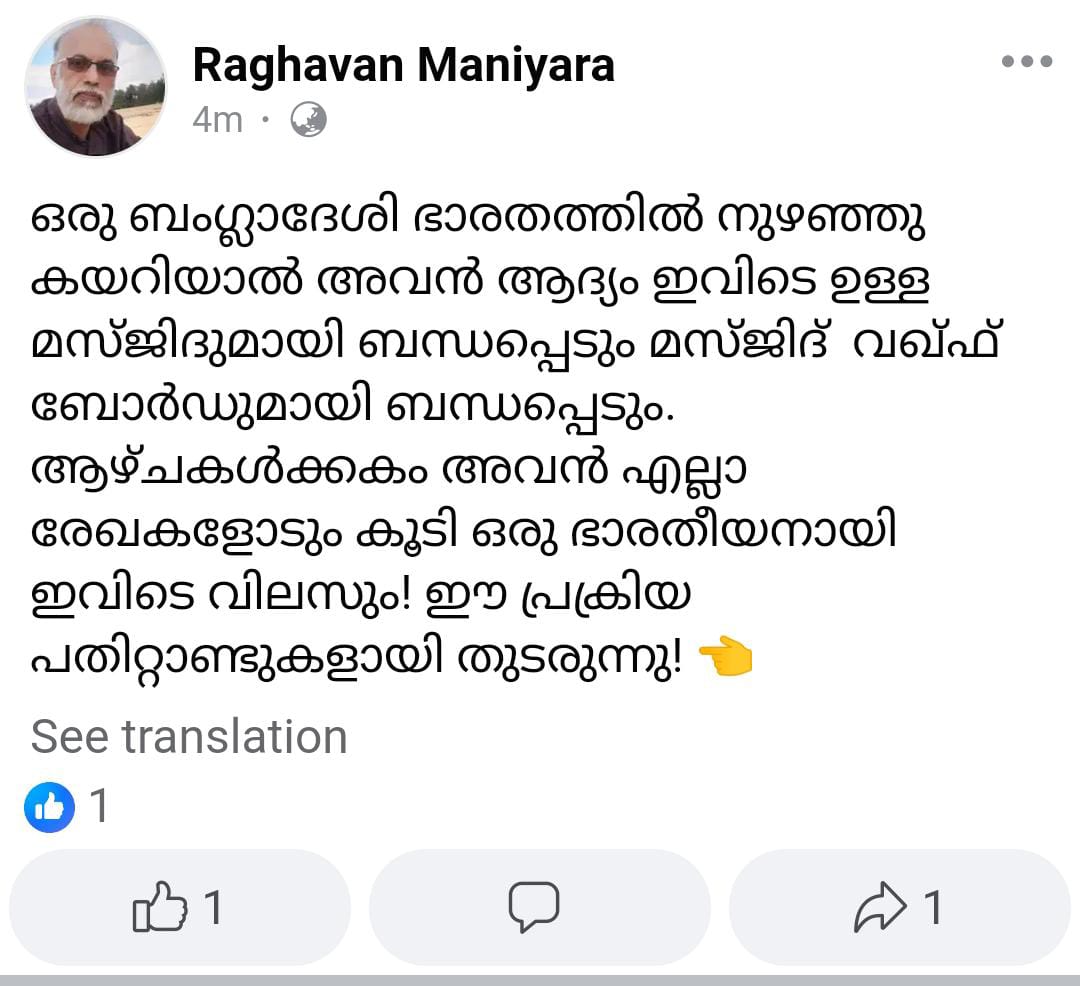 Raghavan Maniyara
4m ·
ഒരു ബംഗ്ലാദേശി ഭാരതത്തിൽ നുഴഞ്ഞു
കയറിയാൽ അവൻ ആദ്യം ഇവിടെ ഉള്ള
മസ്ജിദുമായി ബന്ധപ്പെടും മസ്ജിദ് വഖ്ഫ്
ബോർഡുമായി ബന്ധപ്പെടും.
ആഴ്ചകൾക്കകം അവൻ എല്ലാ
രേഖകളോടും കൂടി ഒരു ഭാരതീയനായി
ഇവിടെ വിലസും! ഈ പ്രക്രിയ
പതിറ്റാണ്ടുകളായി തുടരുന്നു! 👈
See translation
1
1 1